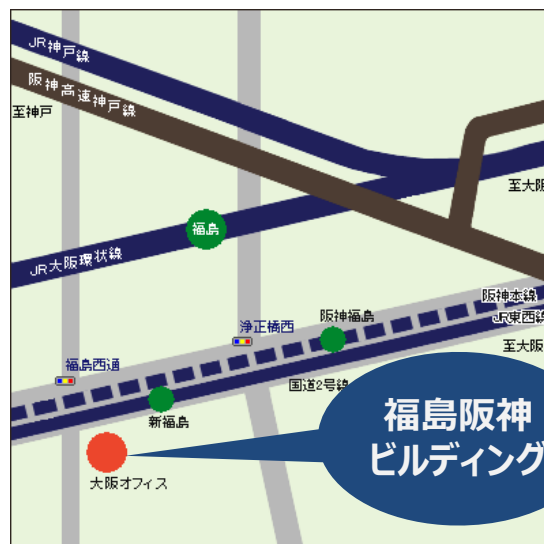 JR神戸線
阪神高速神戸線
至神戸
至大阪
福島
JR大阪環状線
阪神本線
JR東西線
浄正橋西
阪神福島
至大阪
福島西通
国道2号線
新福島
福島阪神
ビルディング
大阪オフィス